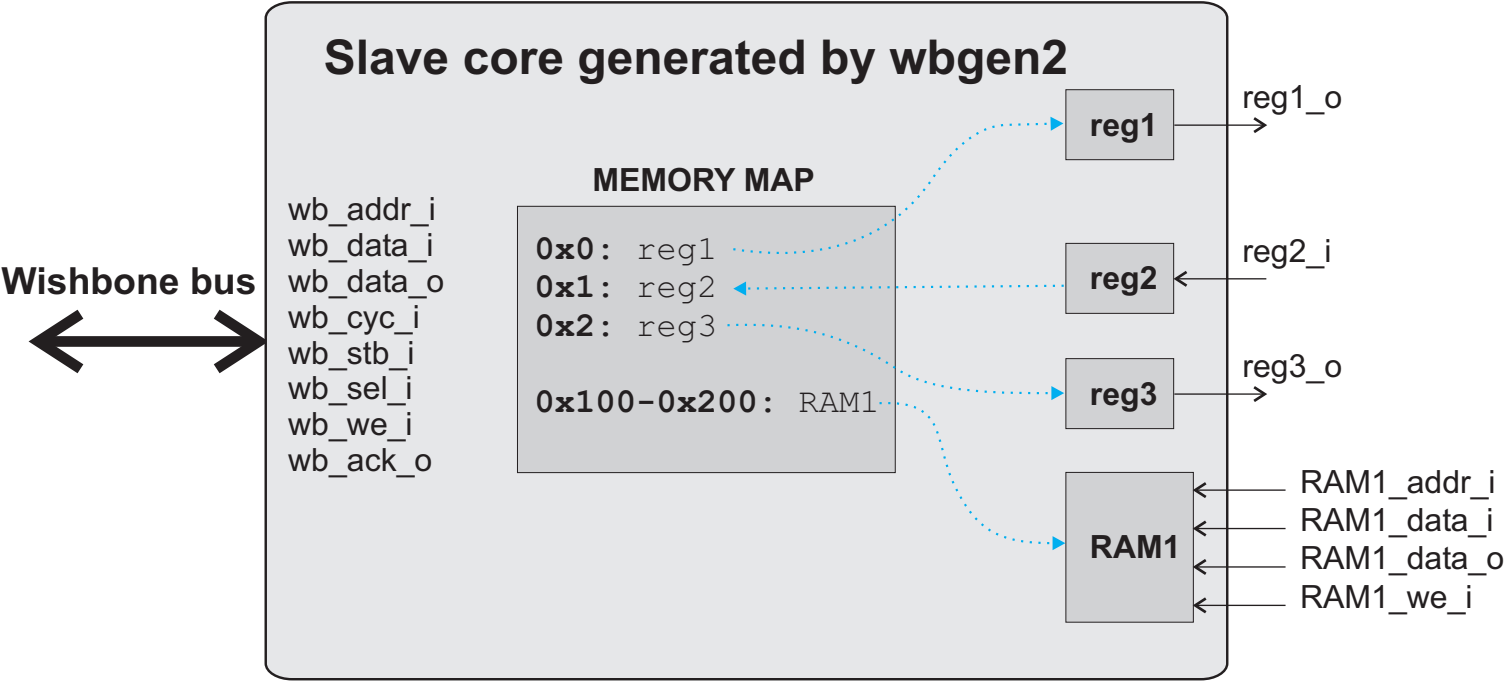 Slave core generated by wbgen2
Wishbone bus
wb_addr_i
wb_data_i
wb_data_o
wb_cyc_i
wb_stb_i
wb_sel_i
wb_we_i
wb_ack_o
MEMORY MAP
0x0: reg1
0x1: reg2
0x2: reg3
0x100-0x200: RAM1
reg1
reg1_o
reg2
reg2_i
reg3
reg3_o
RAM1
RAM1_addr_i
RAM1_data_i
RAM1_data_o
RAM1_we_i